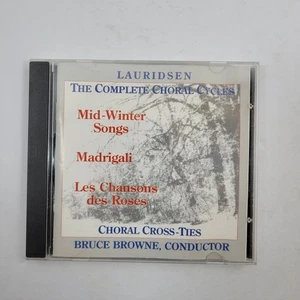 LAURIDSEN
THE COMPLETE CHORAL CYCLES
Mid-Winter
Songs
Madrigali
Les Chansons
des Roses
CHORAL CROSS-TIES
BRUCE BROWNE, CONDUCTOR